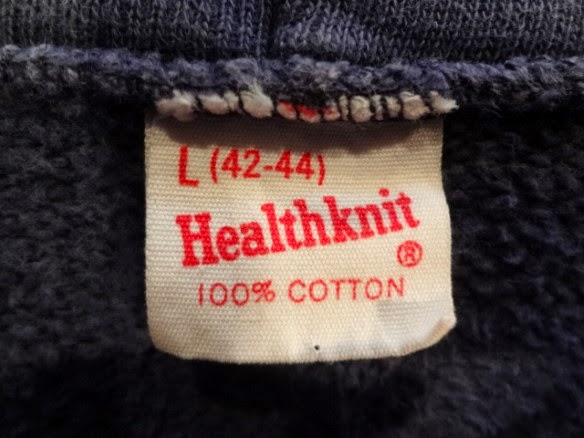 L (42-44)
Healthknit
®
100% COTTON